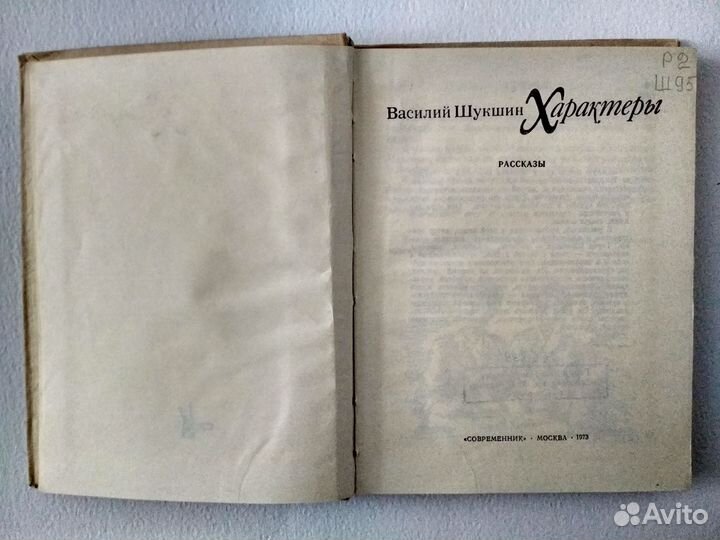 Р2
Ш95
Василий Шукшин Характеры
РАССКАЗЫ
«СОВРЕМЕННИК» · МОСКВА · 1973
Avito